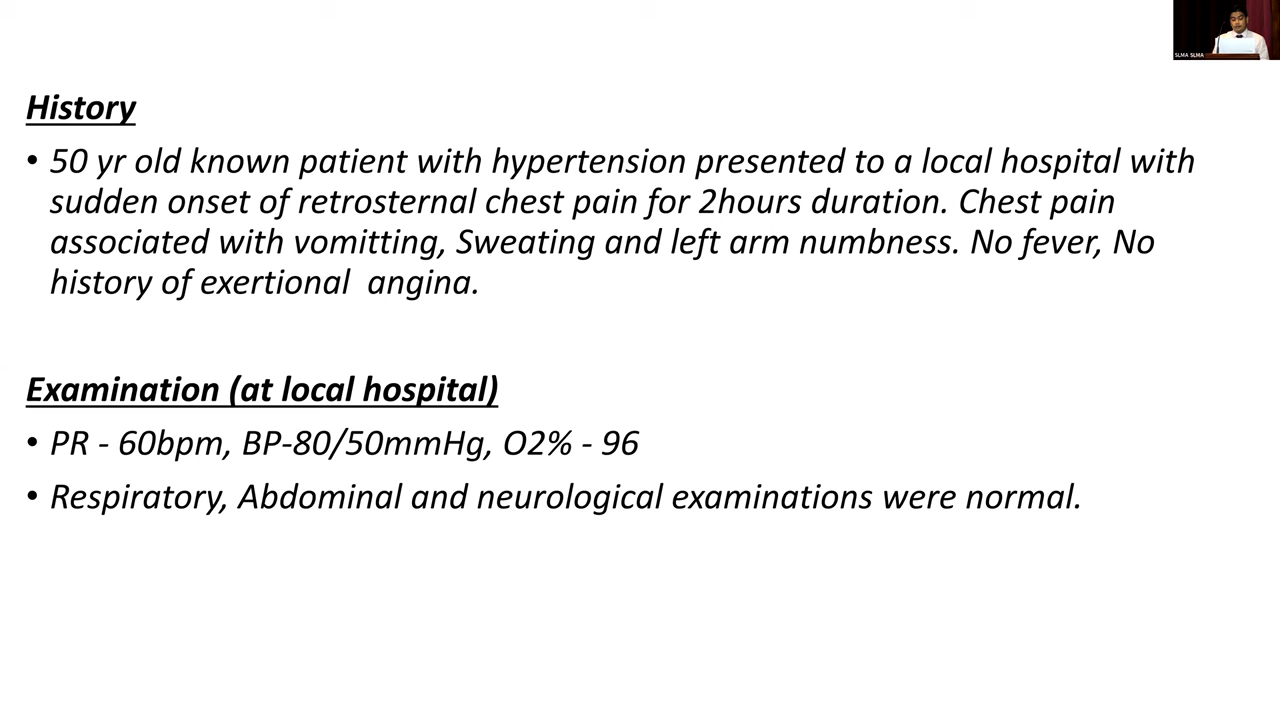 SLMA SLMA
History
• 50 yr old known patient with hypertension presented to a local hospital with
sudden onset of retrosternal chest pain for 2hours duration. Chest pain
associated with vomitting, Sweating and left arm numbness. No fever, No
history of exertional  angina.
Examination (at local hospital)
• PR - 60bpm, BP-80/50mmHg, O2% - 96
• Respiratory, Abdominal and neurological examinations were normal.